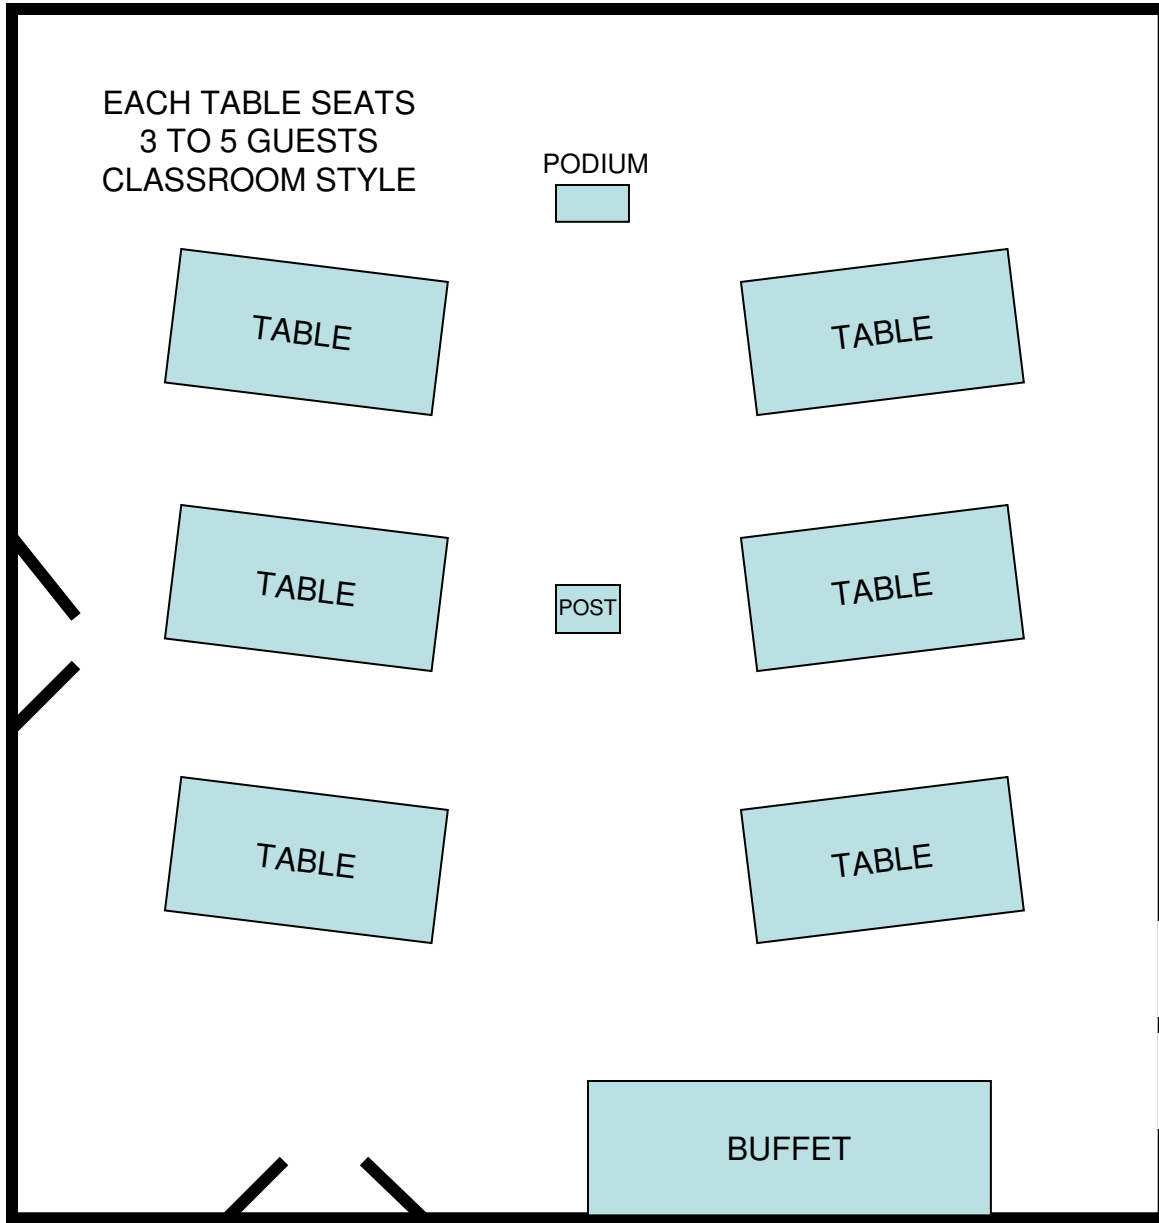 EACH TABLE SEATS
3 TO 5 GUESTS
CLASSROOM STYLE
PODIUM
TABLE
TABLE
TABLE
POST
TABLE
TABLE
TABLE
BUFFET